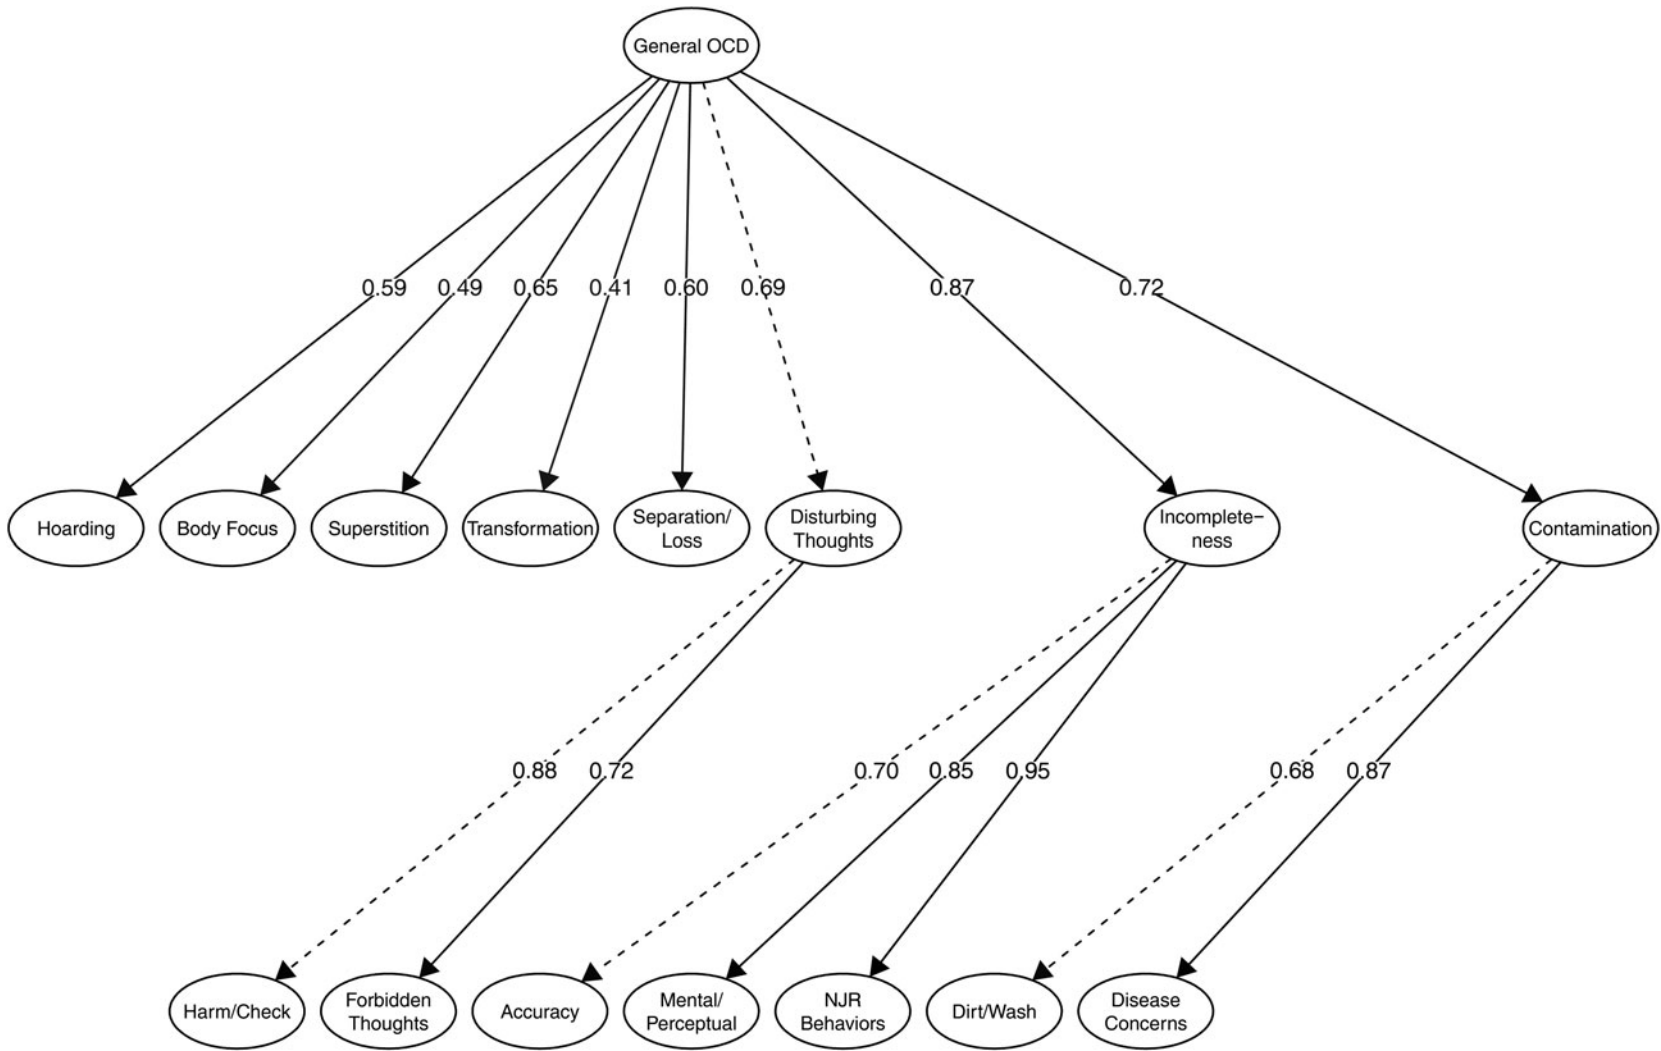 General OCD
0.59 0.49 0.65 0.41 0.60 0.69 0.87 0.72
Hoarding
Body Focus
Superstition
Transformation
Separation/
Loss
Disturbing
Thoughts
Incomplete−
ness
Contamination
0.88 0.72 0.70 0.85 0.95 0.68 0.87
Harm/Check
Forbidden
Thoughts
Accuracy
Mental/
Perceptual
NJR
Behaviors
Dirt/Wash
Disease
Concerns